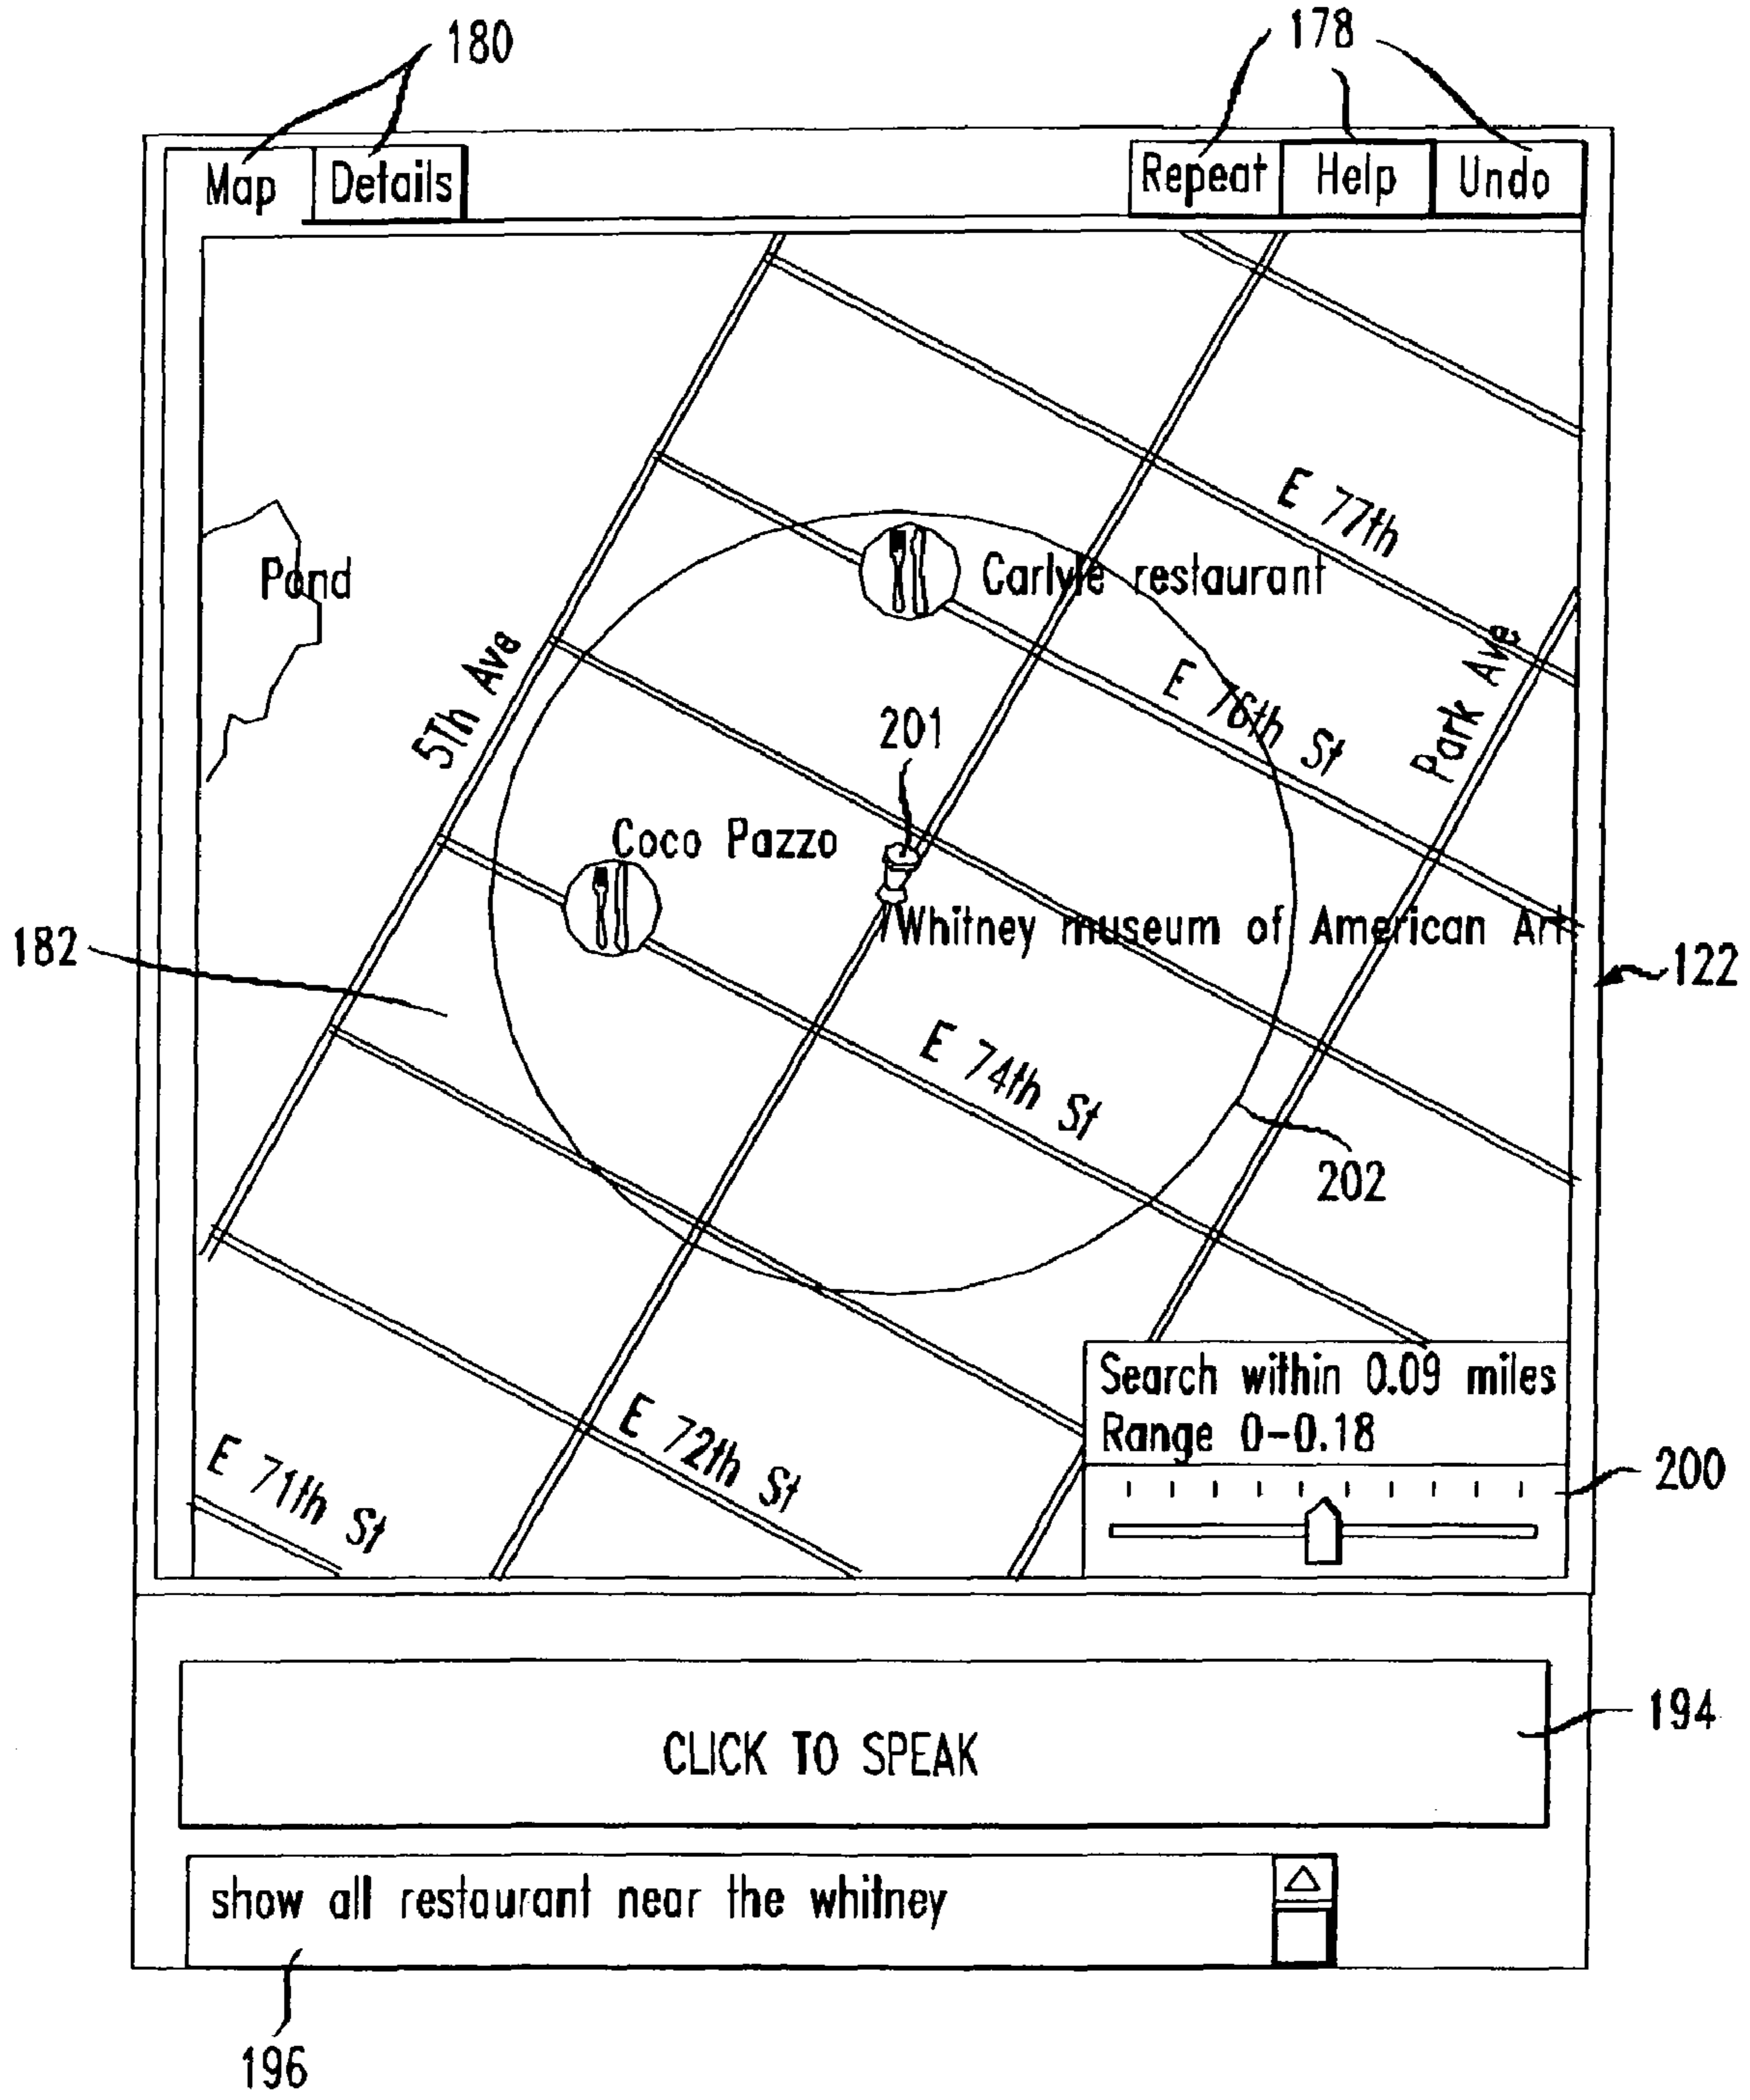 180
178
Map
Details
Repeat
Help
Undo
E 77th
Pond
Carlyle restaurant
5Th Ave
E 76th St
Park Ave
201
Coco Pazzo
Whitney museum of American Art
182
122
E 74th St
202
Search within 0.09 miles
Range 0-0.18
E 72th St
E 71th St
200
194
CLICK TO SPEAK
show all restaurant near the whitney
196